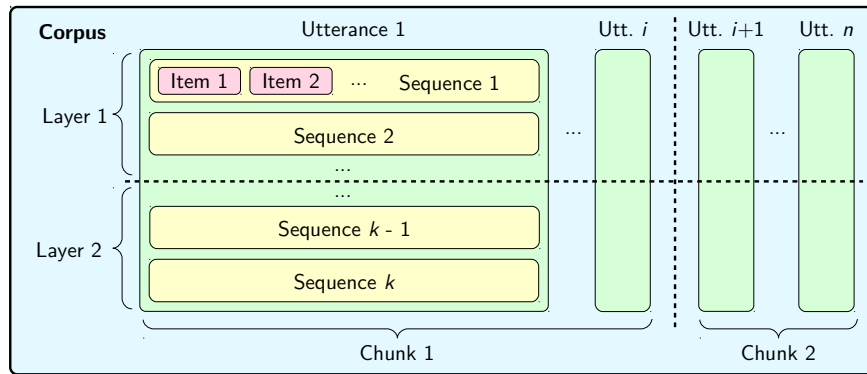 Corpus Utterance 1 Utt. i Utt. i+1 Utt. n
Item 1 Item 2 ... Sequence 1
Layer 1
Sequence 2 ... ...
...
...
Sequence k - 1
Layer 2
Sequence k
Chunk 1 Chunk 2